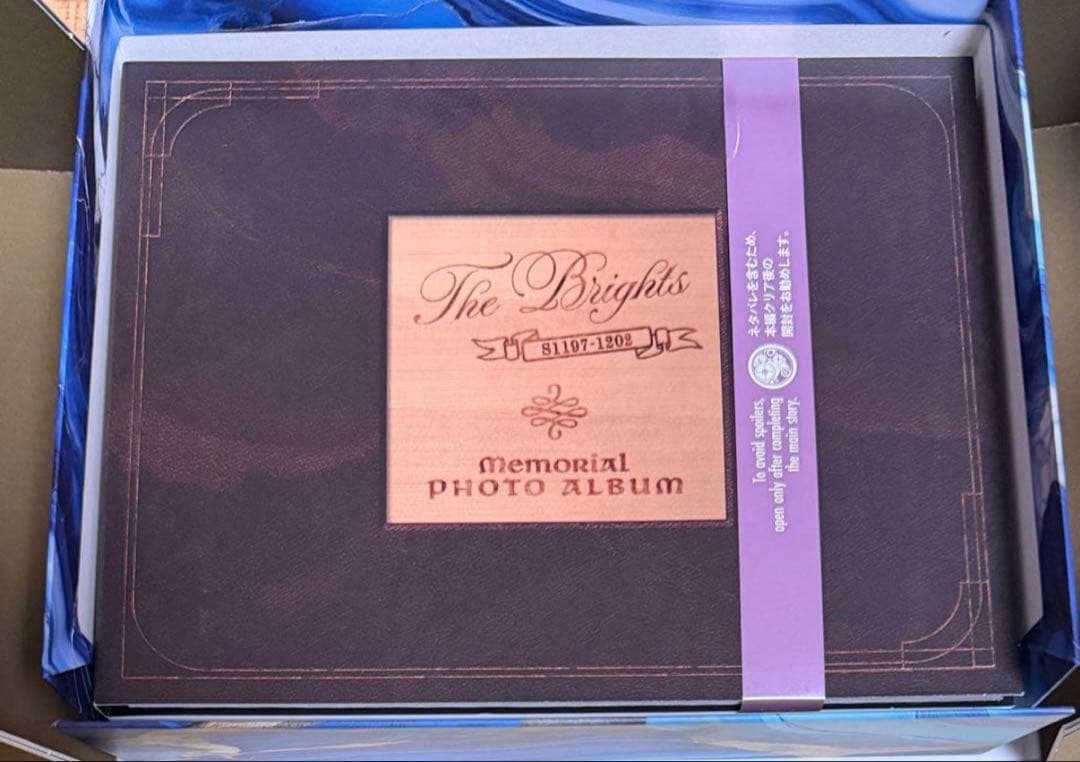 The Brights
S1197-1202
Memorial
PHOTO ALBUM
ネタバレを含むため、
本編クリア後の
開封をお勧めします。
To avoid spoilers,
open only after completing
the main story.